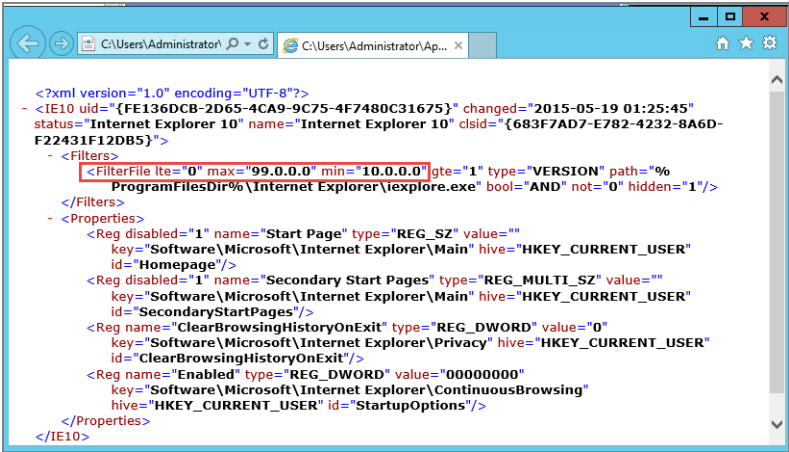 C:\Users\Administrator\
C:\Users\Administrator\Ap...
<?xml version="1.0" encoding="UTF-8"?>
- <IE10 uid="{FE136DCB-2D65-4CA9-9C75-4F7480C31675}" changed="2015-05-19 01:25:45"
status="Internet Explorer 10" name="Internet Explorer 10" clsid="{683F7AD7-E782-4232-8A6D-
F22431F12DB5}">
- <Filters>
<FilterFile lte="0" max="99.0.0.0" min="10.0.0.0" gte="1" type="VERSION" path="%
ProgramFilesDir%\Internet Explorer\iexplore.exe" bool="AND" not="0" hidden="1"/>
</Filters>
- <Properties>
<Reg disabled="1" name="Start Page" type="REG_SZ" value=""
key="Software\Microsoft\Internet Explorer\Main" hive="HKEY_CURRENT_USER"
id="Homepage"/>
<Reg disabled="1" name="Secondary Start Pages" type="REG_MULTI_SZ" value=""
key="Software\Microsoft\Internet Explorer\Main" hive="HKEY_CURRENT_USER"
id="SecondaryStartPages"/>
<Reg name="ClearBrowsingHistoryOnExit" type="REG_DWORD" value="0"
key="Software\Microsoft\Internet Explorer\Privacy" hive="HKEY_CURRENT_USER"
id="ClearBrowsingHistoryOnExit"/>
<Reg name="Enabled" type="REG_DWORD" value="00000000"
key="Software\Microsoft\Internet Explorer\ContinuousBrowsing"
hive="HKEY_CURRENT_USER" id="StartupOptions"/>
</Properties>
</IE10>